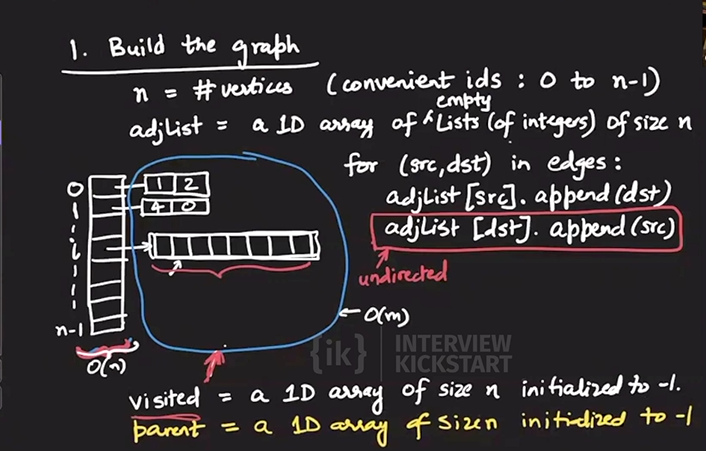 1. Build the graph
n = # vertices (convenient ids : 0 to n-1)
empty
adjList = a 1D array of ^ Lists (of integers) of size n
for (src,dst) in edges :
adjList [src]. append (dst)
adjList [dst]. append (src)
undirected
0 1 2
1 4 0
i
n-1
O(n)
O(m)
{ik} INTERVIEW
KICKSTART
visited = a 1D array of size n initialized to -1.
parent = a 1D array of size n initialized to -1